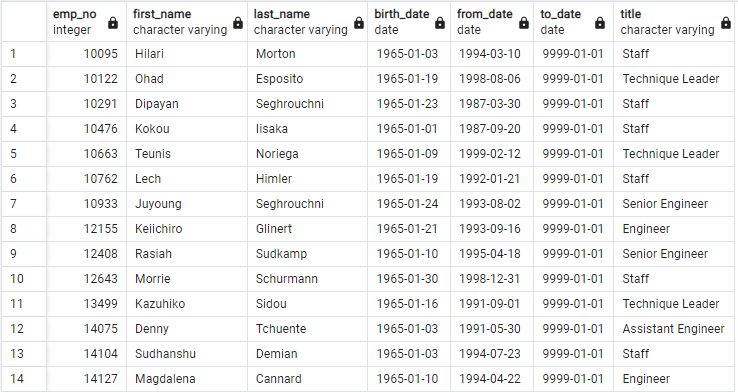 emp_no first_name last_name birth_date from_date to_date title
integer character varying character varying date date date character varying
1 10095 Hilari Morton 1965-01-03 1994-03-10 9999-01-01 Staff
2 10122 Ohad Esposito 1965-01-19 1998-08-06 9999-01-01 Technique Leader
3 10291 Dipayan Seghrouchni 1965-01-23 1987-03-30 9999-01-01 Staff
4 10476 Kokou Iisaka 1965-01-01 1987-09-20 9999-01-01 Staff
5 10663 Teunis Noriega 1965-01-09 1999-02-12 9999-01-01 Technique Leader
6 10762 Lech Himler 1965-01-19 1992-01-21 9999-01-01 Staff
7 10933 Juyoung Seghrouchni 1965-01-24 1993-08-02 9999-01-01 Senior Engineer
8 12155 Keiichiro Glinert 1965-01-21 1993-09-16 9999-01-01 Engineer
9 12408 Rasiah Sudkamp 1965-01-10 1995-04-18 9999-01-01 Senior Engineer
10 12643 Morrie Schurmann 1965-01-30 1998-12-31 9999-01-01 Staff
11 13499 Kazuhiko Sidou 1965-01-16 1991-09-01 9999-01-01 Technique Leader
12 14075 Denny Tchuente 1965-01-03 1991-05-30 9999-01-01 Assistant Engineer
13 14104 Sudhanshu Demian 1965-01-03 1994-07-23 9999-01-01 Staff
14 14127 Magdalena Cannard 1965-01-10 1994-04-22 9999-01-01 Engineer